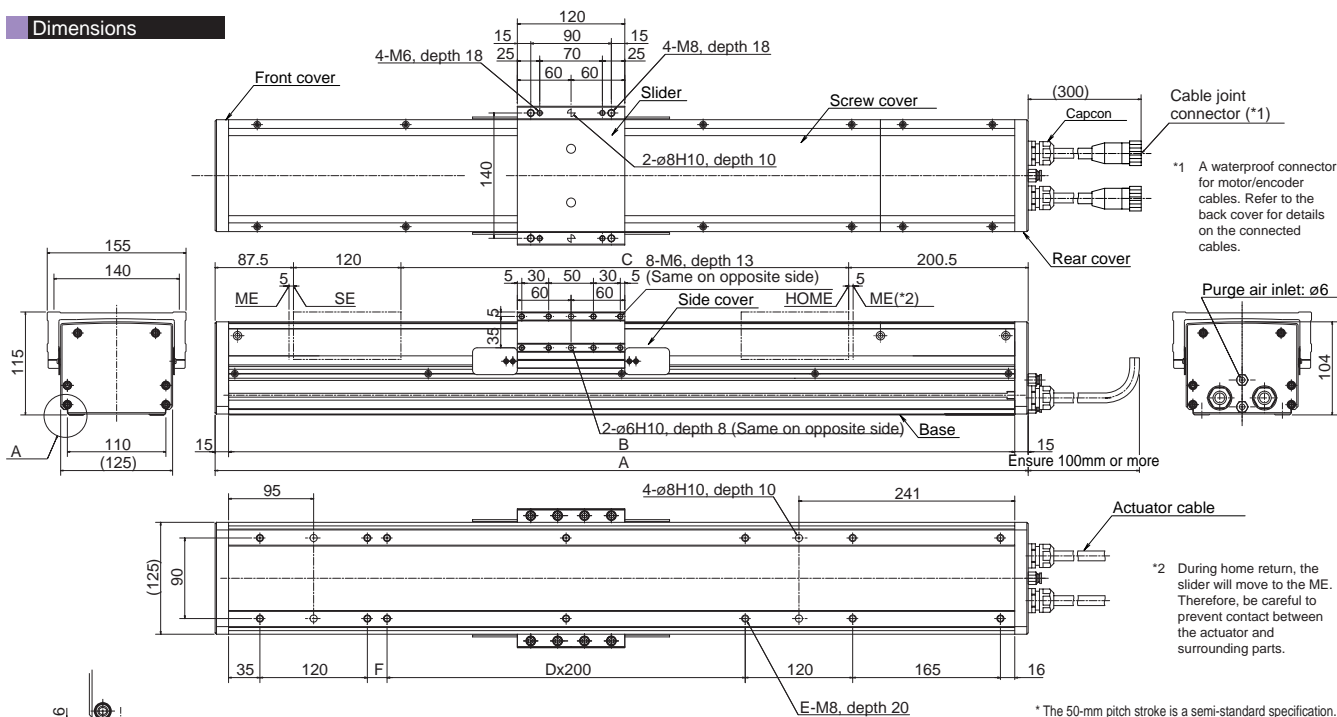 Dimensions
120
15 90 15
4-M6, depth 18
25 70 25
4-M8, depth 18
60 60
Front cover
Slider
Screw cover
(300)
Capcon
Cable joint
connector (*1)
140
2-ø8H10, depth 10
*1 A waterproof connector
for motor/encoder
cables. Refer to the
back cover for details
on the connected
cables.
Rear cover
155
140
115
A
110
(125)
87.5 120 C 200.5
8-M6, depth 13
(Same on opposite side)
5 5 30 50 30 5 5
ME SE 60 60 HOME ME(*2)
Side cover
5
35
Purge air inlet: ø6
104
2-ø6H10, depth 8 (Same on opposite side)
Base
15 B 15
A
Ensure 100mm or more
95
4-ø8H10, depth 10
241
Actuator cable
(125)
90
*2 During home return, the
slider will move to the ME.
Therefore, be careful to
prevent contact between
the actuator and
surrounding parts.
35 120 F Dx200 120 165 16
E-M8, depth 20
6
* The 50-mm pitch stroke is a semi-standard specification.